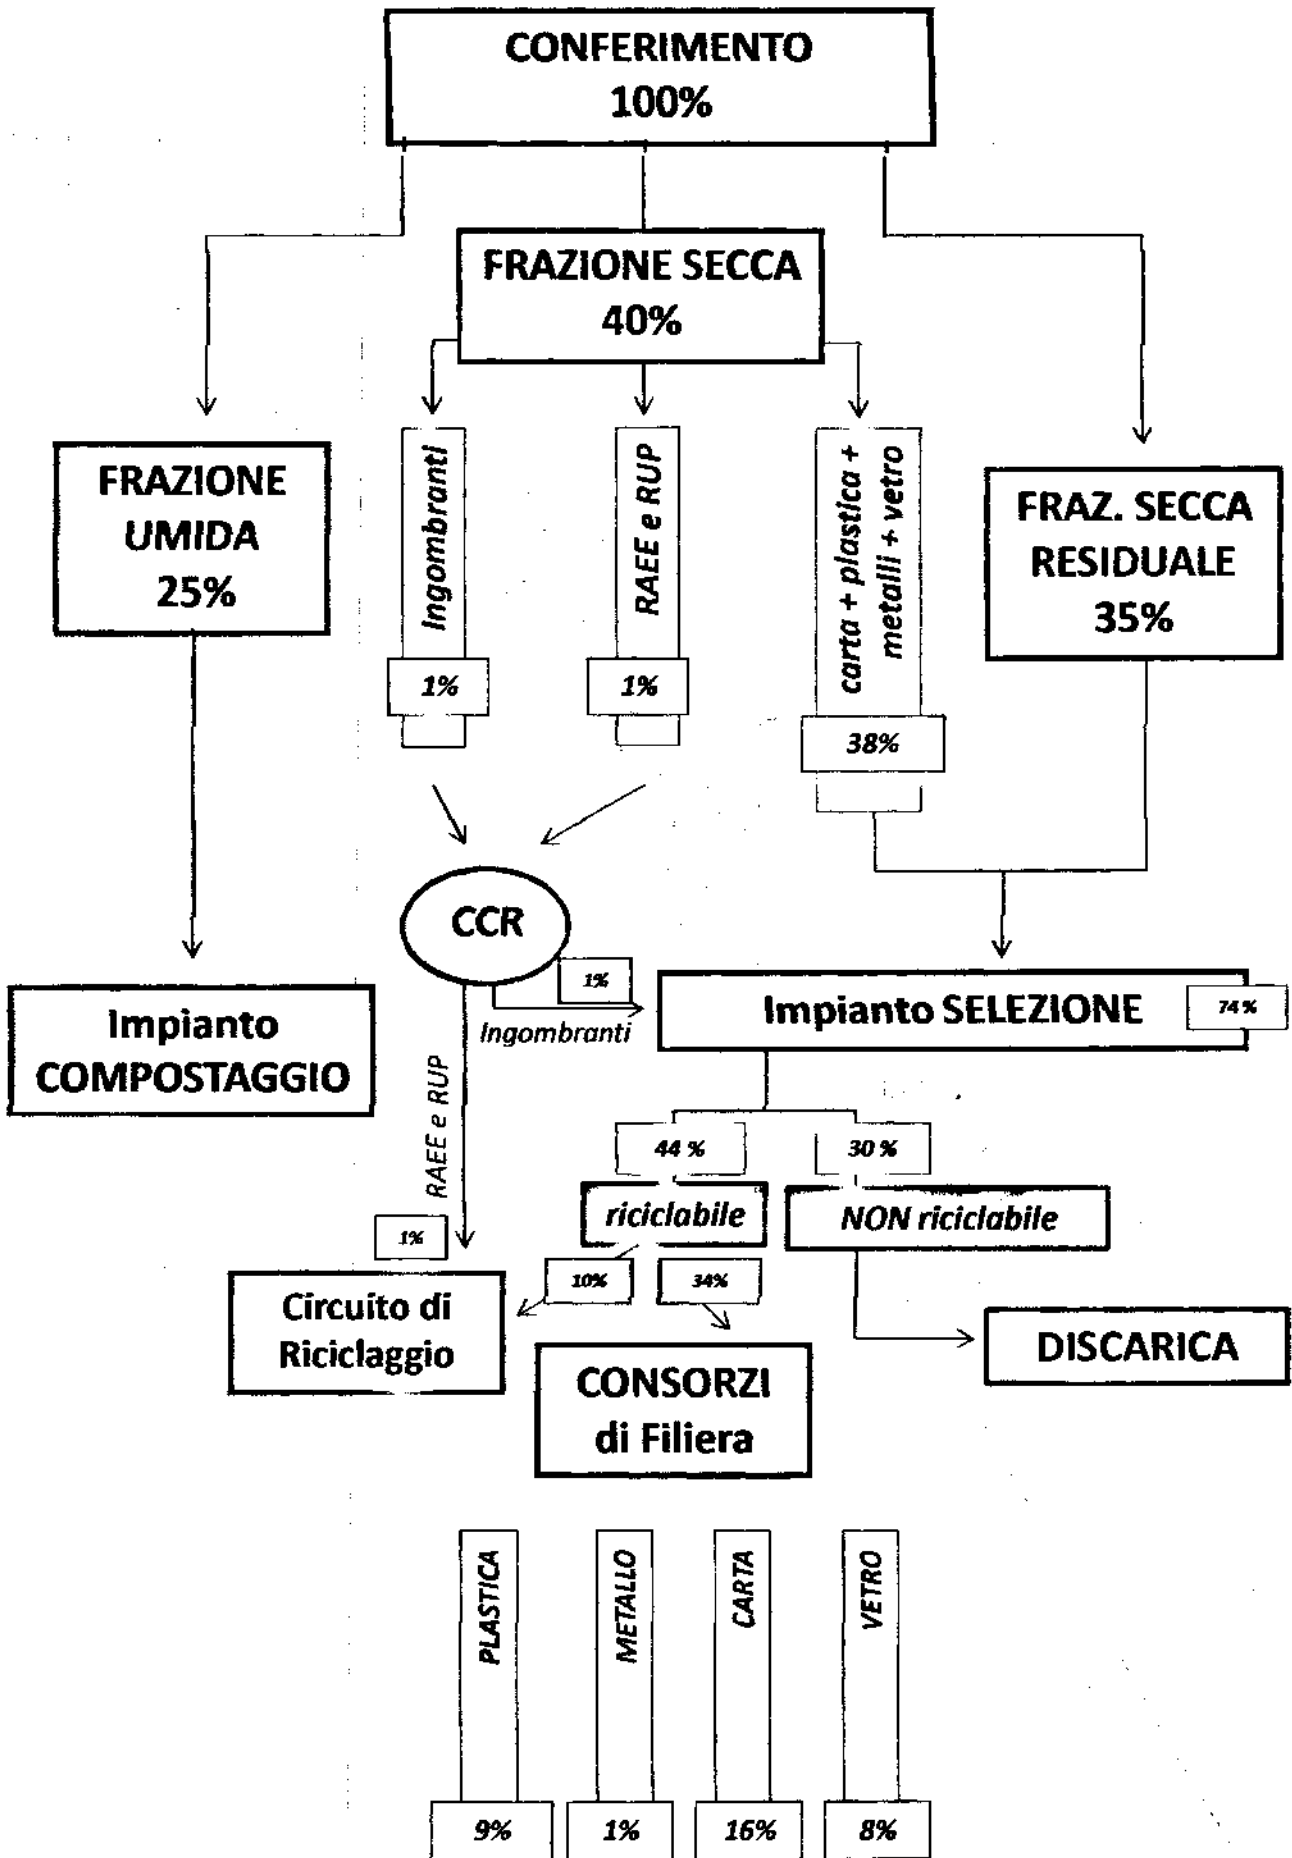 CONFERIMENTO
100%
FRAZIONE SECCA
40%
FRAZIONE
UMIDA
25%
Ingombranti
1%
RAEE e RUP
1%
carta + plastica +
metalli + vetro
38%
FRAZ. SECCA
RESIDUALE
35%
CCR
1%
Ingombranti
Impianto SELEZIONE
74%
Impianto
COMPOSTAGGIO
RAEE e RUP
1%
44 %
30 %
riciclabile
NON riciclabile
10%
34%
Circuito di
Riciclaggio
CONSORZI
di Filiera
DISCARICA
PLASTICA
METALLO
CARTA
VETRO
9%
1%
16%
8%